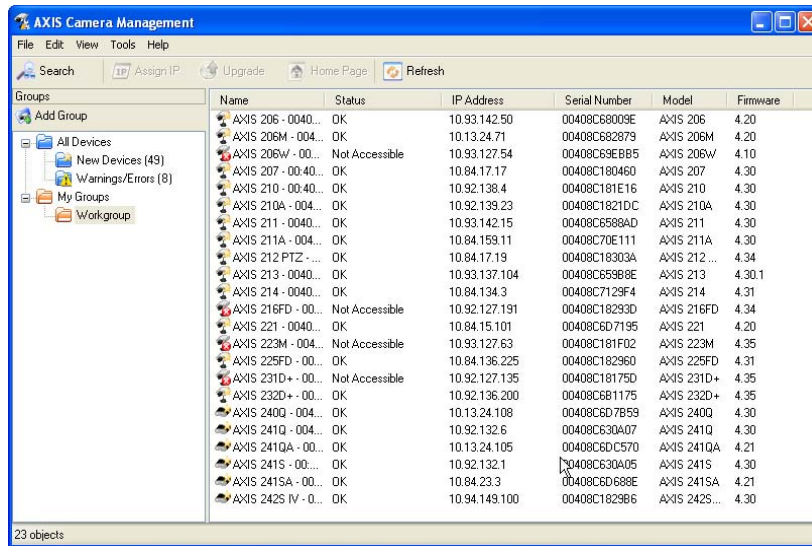 AXIS Camera Management
File Edit View Tools Help
Search IP Assign IP Upgrade Home Page Refresh
Groups
Add Group
All Devices
New Devices (49)
Warnings/Errors (8)
My Groups
Workgroup
Name Status IP Address Serial Number Model Firmware
AXIS 206 - 0040... OK 10.93.142.50 00408C68009E AXIS 206 4.20
AXIS 206M - 004... OK 10.13.24.71 00408C682879 AXIS 206M 4.20
AXIS 206W - 00... Not Accessible 10.93.127.54 00408C69EBB5 AXIS 206W 4.10
AXIS 207 - 00:40... OK 10.84.17.17 00408C180460 AXIS 207 4.30
AXIS 210 - 00:40... OK 10.92.138.4 00408C181E16 AXIS 210 4.30
AXIS 210A - 004... OK 10.92.139.23 00408C1821DC AXIS 210A 4.30
AXIS 211 - 0040... OK 10.93.142.15 00408C6588AD AXIS 211 4.30
AXIS 211A - 004... OK 10.84.159.11 00408C70E111 AXIS 211A 4.30
AXIS 212 PTZ - ... OK 10.84.17.19 00408C18303A AXIS 212 ... 4.34
AXIS 213 - 0040... OK 10.93.137.104 00408C659B8E AXIS 213 4.30.1
AXIS 214 - 0040... OK 10.84.134.3 00408C7129F4 AXIS 214 4.31
AXIS 216FD - 00... Not Accessible 10.92.127.191 00408C18293D AXIS 216FD 4.34
AXIS 221 - 0040... OK 10.84.15.101 00408C6D7195 AXIS 221 4.20
AXIS 223M - 004... Not Accessible 10.93.127.63 00408C181F02 AXIS 223M 4.35
AXIS 225FD - 00... OK 10.84.136.225 00408C182960 AXIS 225FD 4.31
AXIS 231D+ - 00... Not Accessible 10.92.127.135 00408C18175D AXIS 231D+ 4.35
AXIS 232D+ - 00... OK 10.92.136.200 00408C6B1175 AXIS 232D+ 4.35
AXIS 240Q - 004... OK 10.13.24.108 00408C6D7B59 AXIS 240Q 4.30
AXIS 241Q - 004... OK 10.92.132.6 00408C630A07 AXIS 241Q 4.30
AXIS 241QA - 00... OK 10.13.24.105 00408C6DC570 AXIS 241QA 4.21
AXIS 241S - 00:... OK 10.92.132.1 00408C630A05 AXIS 241S 4.30
AXIS 241SA - 00... OK 10.84.23.3 00408C6D688E AXIS 241SA 4.21
AXIS 242S IV - 0... OK 10.94.149.100 00408C1829B6 AXIS 242S... 4.30
23 objects